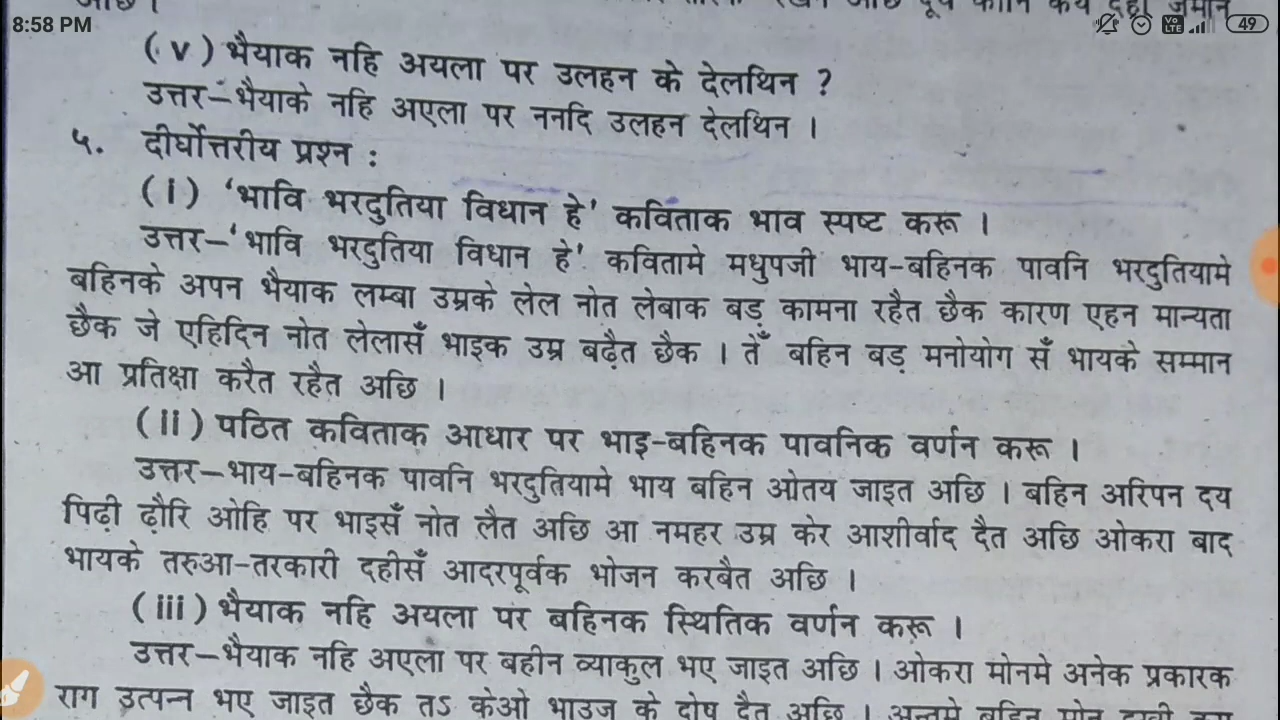 8:58 PM
49
(v) भैयाक नहि अयला पर उलहन के देलथिन ?
उत्तर–भैयाके नहि अएला पर ननदि उलहन देलथिन ।
५. दीर्घोत्तरीय प्रश्न :
(i) ‘भावि भरदुतिया विधान हे’ कविताक भाव स्पष्ट करू ।
उत्तर–‘भावि भरदुतिया विधान हे’ कवितामे मधुपजी भाय-बहिनक पावनि भरदुतियामे
बहिनके अपन भैयाक लम्बा उम्रके लेल नोत लेबाक बड़ कामना रहैत छैक कारण एहन मान्यता
छैक जे एहिदिन नोत लेलासँ भाइक उम्र बढ़ैत छैक । तेँ बहिन बड़ मनोयोग सँ भायके सम्मान
आ प्रतिक्षा करैत रहैत अछि ।
(ii) पठित कविताक आधार पर भाइ-बहिनक पावनिक वर्णन करू ।
उत्तर–भाय-बहिनक पावनि भरदुतियामे भाय बहिन ओतय जाइत अछि । बहिन अरिपन दय
पिढ़ी ढ़ौरि ओहि पर भाइसँ नोत लैत अछि आ नमहर उम्र केर आशीर्वाद दैत अछि ओकरा बाद
भायके तरुआ-तरकारी दहीसँ आदरपूर्वक भोजन करबैत अछि ।
(iii) भैयाक नहि अयला पर बहिनक स्थितिक वर्णन करू ।
उत्तर–भैयाक नहि अएला पर बहीन व्याकुल भए जाइत अछि । ओकरा मोनमे अनेक प्रकारक
राग उत्पन्न भए जाइत छैक तऽ केओ भाउज के दोष दैत अछि । अन्तमे बहिन मोन